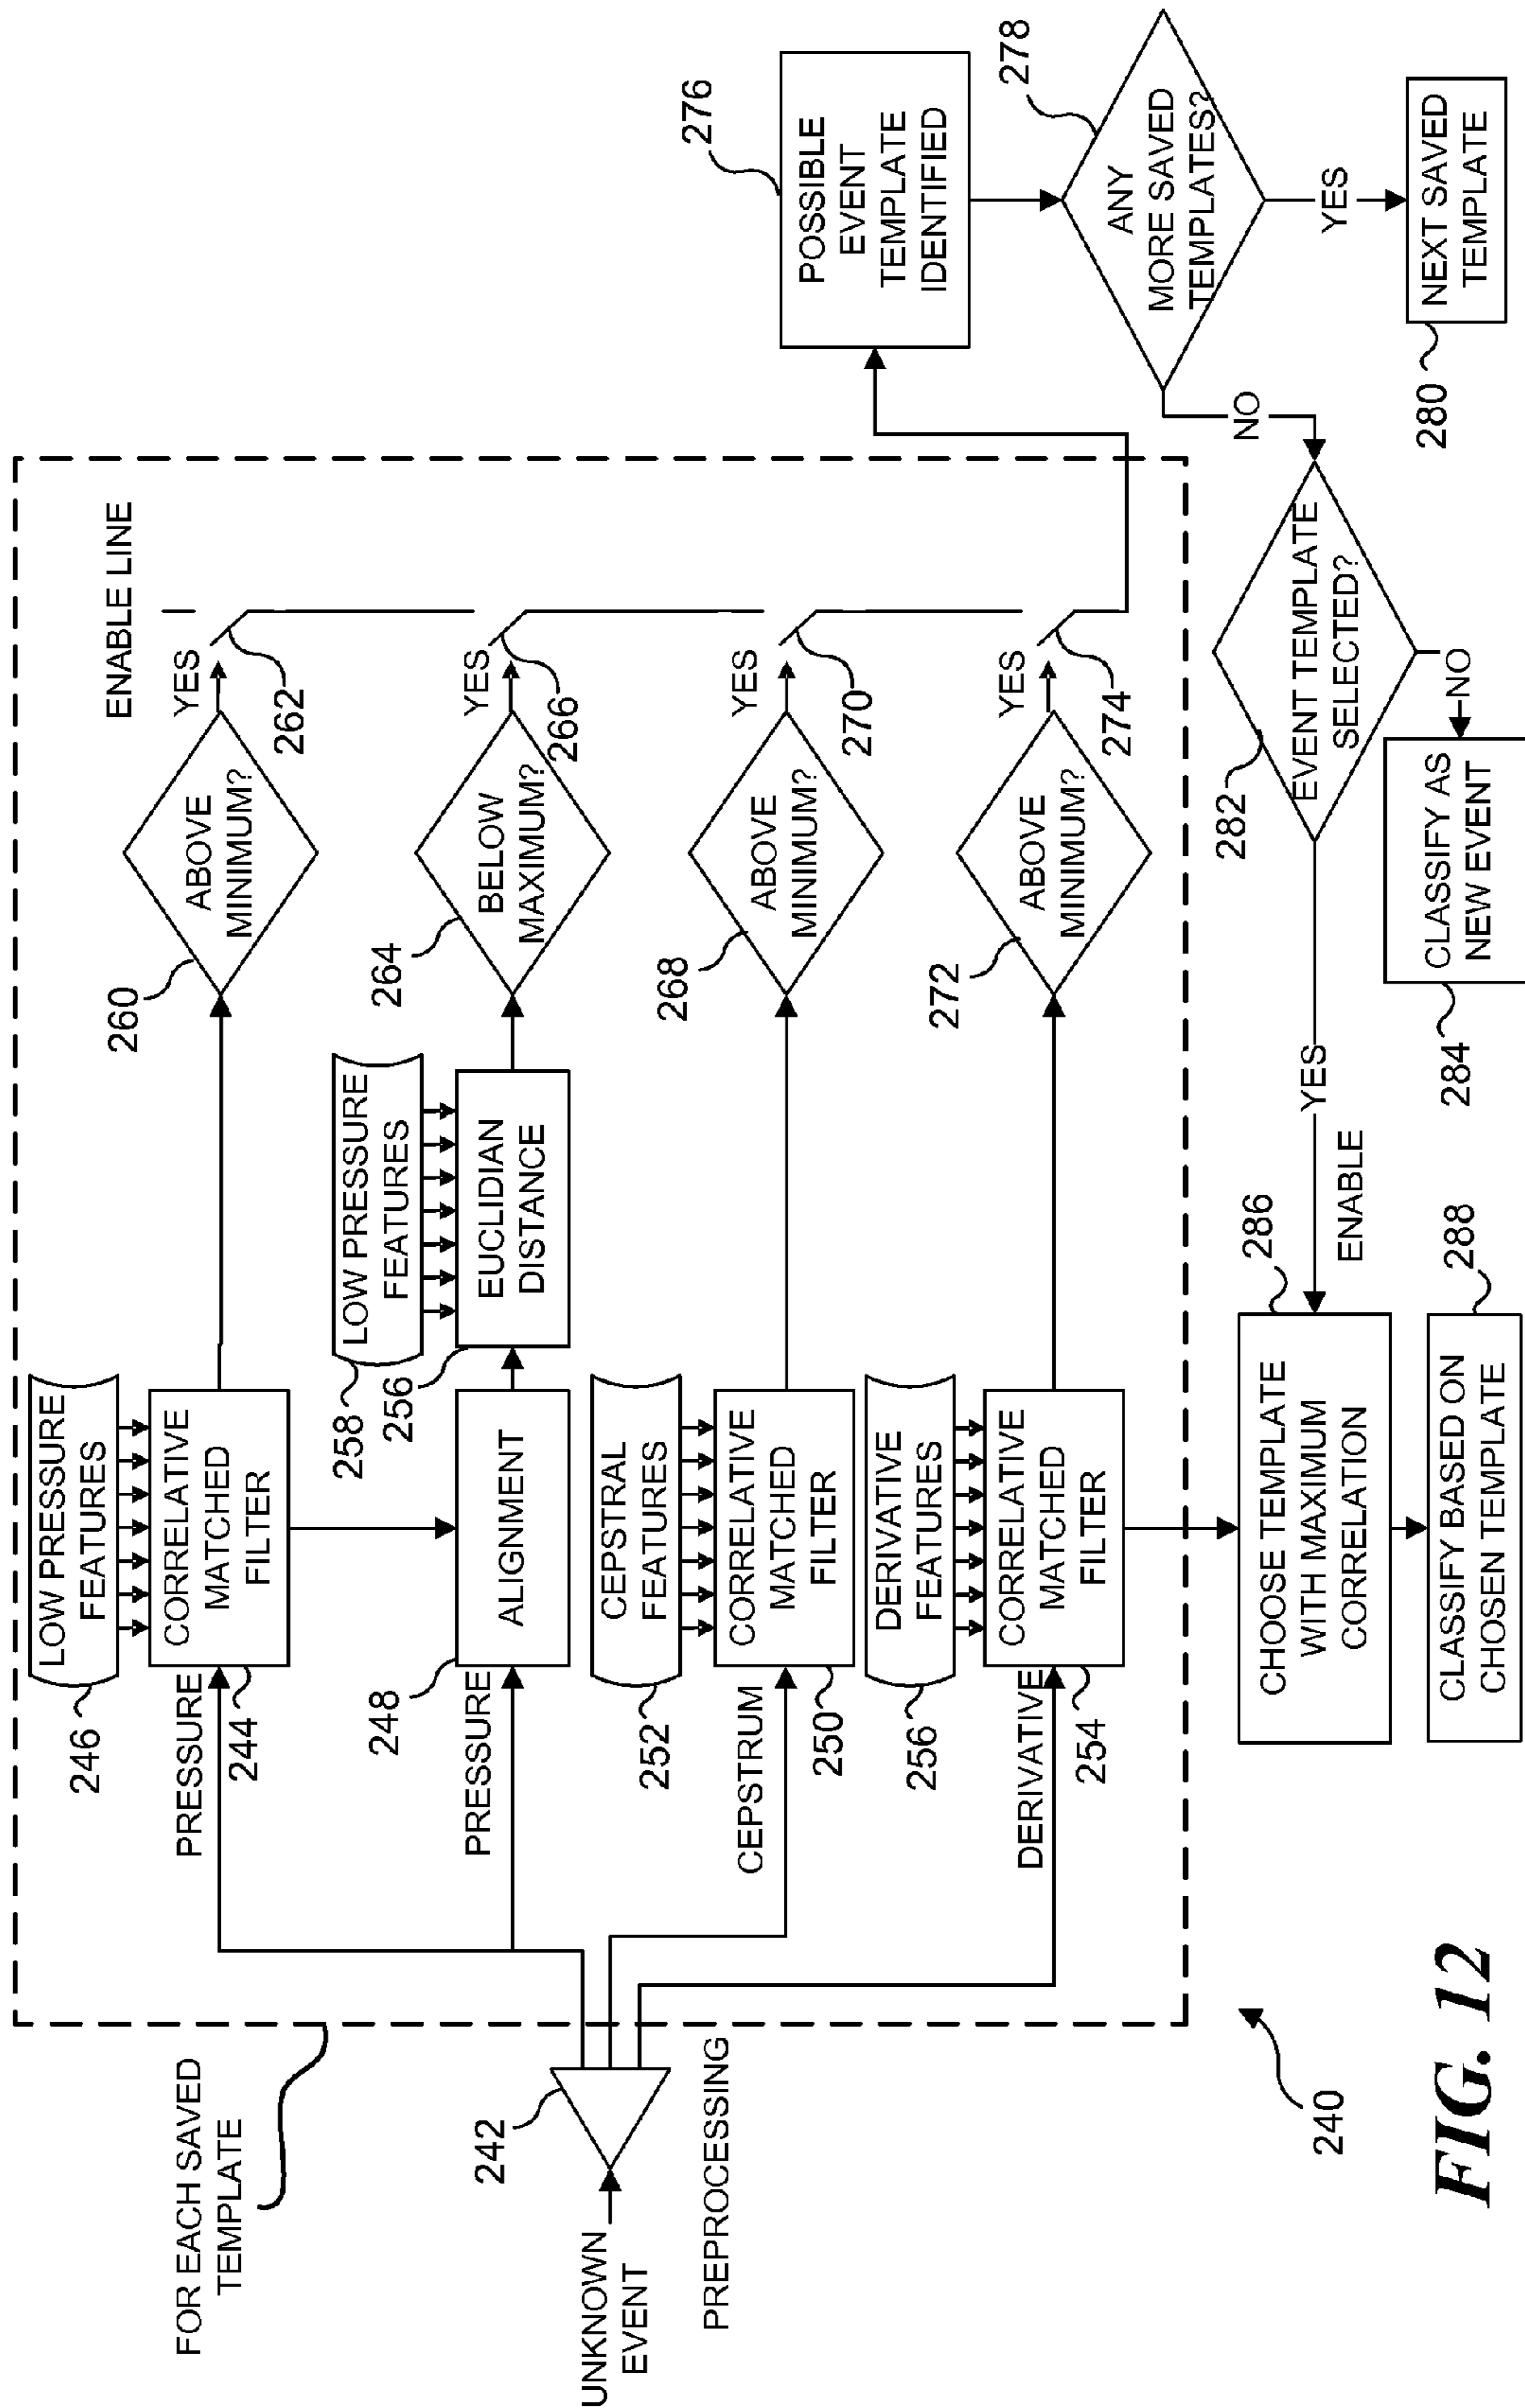 FOR EACH SAVED
TEMPLATE
UNKNOWN
EVENT
242
PREPROCESSING
246
LOW PRESSURE
FEATURES
PRESSURE
244
CORRELATIVE
MATCHED
FILTER
260
ABOVE
MINIMUM?
YES
262
ENABLE LINE
PRESSURE
248
ALIGNMENT
258
LOW PRESSURE
FEATURES
256
EUCLIDIAN
DISTANCE
264
BELOW
MAXIMUM?
YES
266
252
CEPSTRAL
FEATURES
CEPSTRUM
250
CORRELATIVE
MATCHED
FILTER
268
ABOVE
MINIMUM?
YES
270
256
DERIVATIVE
FEATURES
DERIVATIVE
254
CORRELATIVE
MATCHED
FILTER
272
ABOVE
MINIMUM?
YES
274
276
POSSIBLE
EVENT
TEMPLATE
IDENTIFIED
278
ANY
MORE SAVED
TEMPLATES?
YES
280
NEXT SAVED
TEMPLATE
NO
282
EVENT TEMPLATE
SELECTED?
NO
284
CLASSIFY AS
NEW EVENT
YES
ENABLE
286
CHOOSE TEMPLATE
WITH MAXIMUM
CORRELATION
288
CLASSIFY BASED ON
CHOSEN TEMPLATE
240
FIG. 12